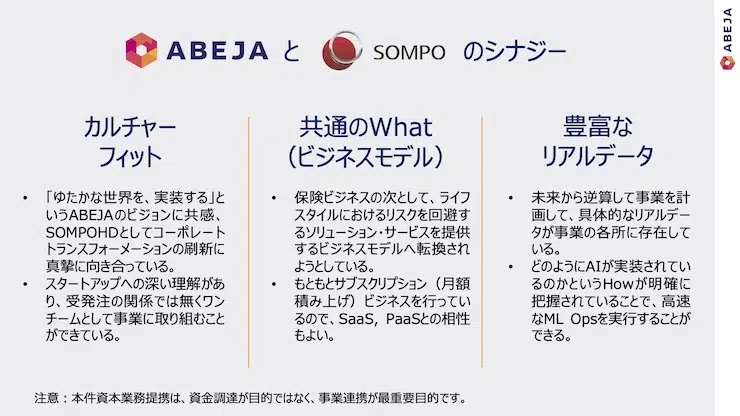 ABEJA と SOMPO のシナジー
ABEJA
カルチャー
フィット
• 「ゆたかな世界を、実装する」と
いうABEJAのビジョンに共感、
SOMPOHDとしてコーポレート
トランスフォーメーションの刷新に
真摯に向き合っている。
• スタートアップへの深い理解があ
り、受発注の関係では無くワン
チームとして事業に取り組むこと
ができている。
共通のWhat
（ビジネスモデル）
• 保険ビジネスの次として、ライフ
スタイルにおけるリスクを回避す
るソリューション・サービスを提供
するビジネスモデルへ転換され
ようとしている。
• もともとサブスクリプション（月額
積み上げ）ビジネスを行ってい
るので、SaaS, PaaSとの相性
もよい。
豊富な
リアルデータ
• 未来から逆算して事業を計
画して、具体的なリアルデー
タが事業の各所に存在して
いる。
• どのようにAIが実装されてい
るのかというHowが明確に
把握されていることで、高速
なML Opsを実行することが
できる。
注意：本件資本業務提携は、資金調達が目的ではなく、事業連携が最重要目的です。